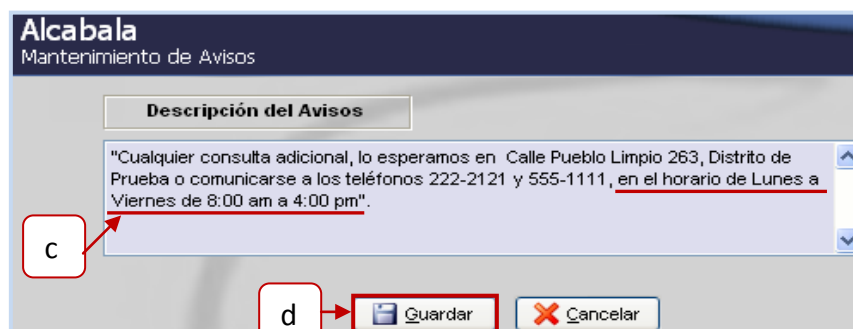 Alcabala
Mantenimiento de Avisos
Descripción del Avisos
"Cualquier consulta adicional, lo esperamos en Calle Pueblo Limpio 263, Distrito de
Prueba o comunicarse a los teléfonos 222-2121 y 555-1111, en el horario de Lunes a
Viernes de 8:00 am a 4:00 pm".
c
d
Guardar
Cancelar